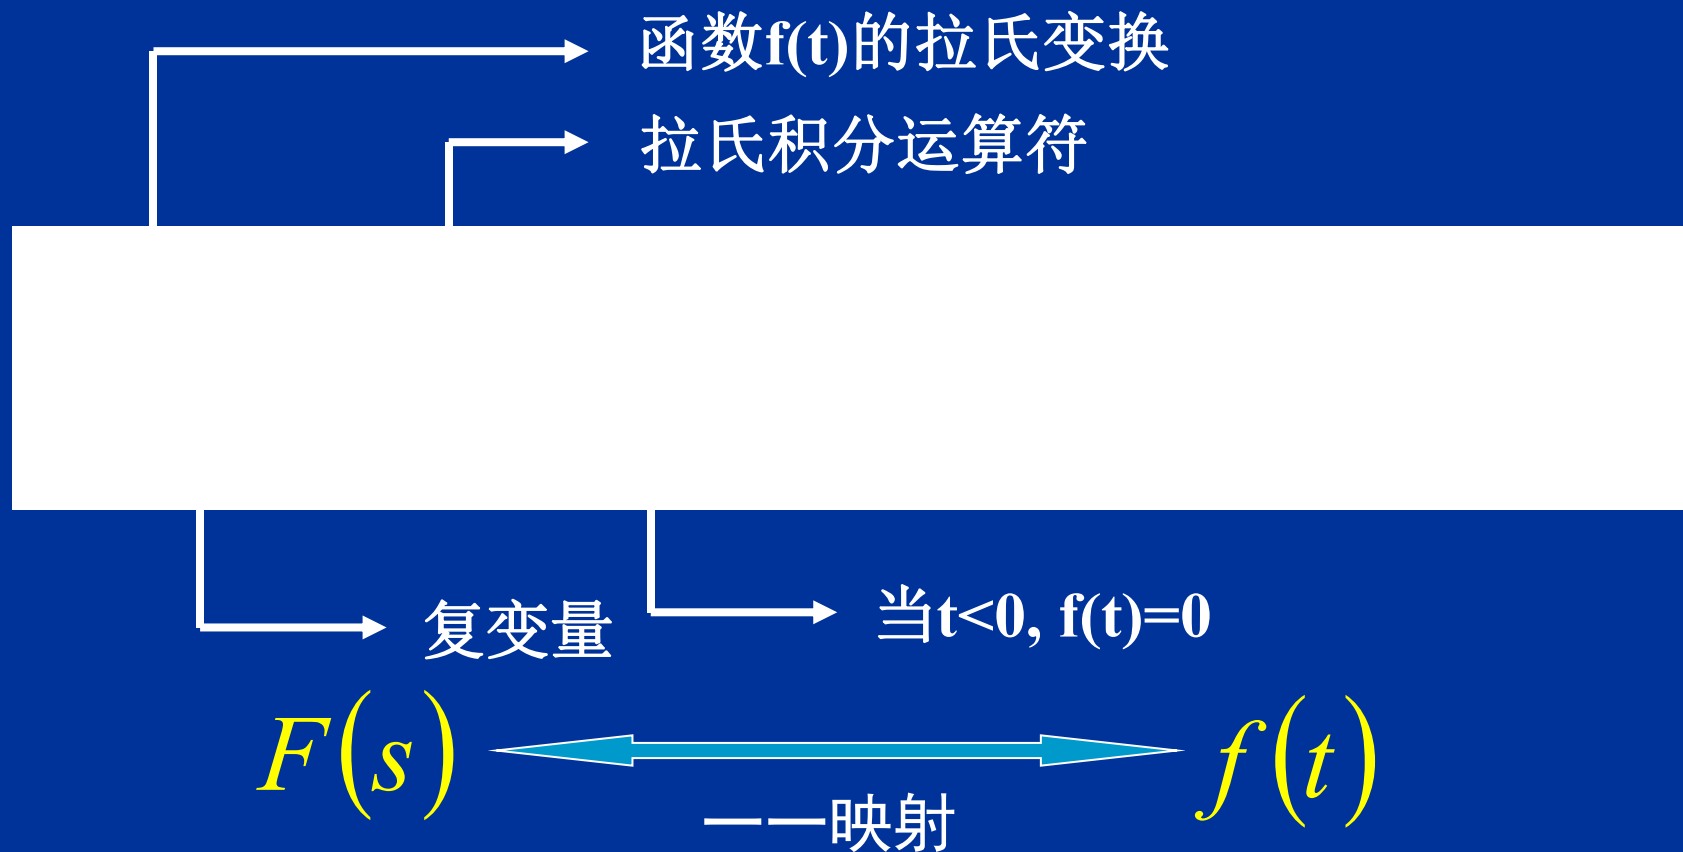 函数f(t)的拉氏变换
拉氏积分运算符
复变量
当t<0, f(t)=0
F(s)
f(t)
一一映射